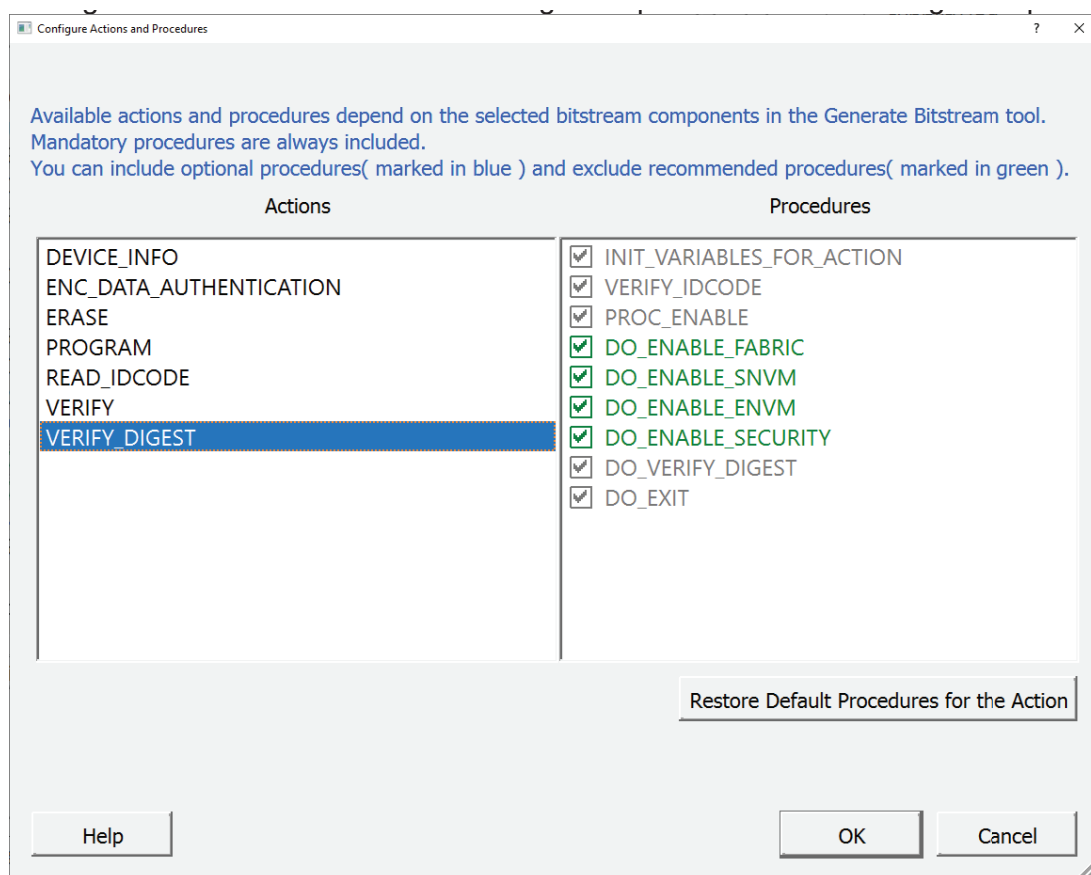 Configure Actions and Procedures
?
Available actions and procedures depend on the selected bitstream components in the Generate Bitstream tool.
Mandatory procedures are always included.
You can include optional procedures( marked in blue ) and exclude recommended procedures( marked in green ).
Actions
Procedures
DEVICE_INFO
ENC_DATA_AUTHENTICATION
ERASE
PROGRAM
READ_IDCODE
VERIFY
VERIFY_DIGEST
INIT_VARIABLES_FOR_ACTION
VERIFY_IDCODE
PROC_ENABLE
DO_ENABLE_FABRIC
DO_ENABLE_SNVM
DO_ENABLE_ENVM
DO_ENABLE_SECURITY
DO_VERIFY_DIGEST
DO_EXIT
Restore Default Procedures for the Action
Help
OK
Cancel